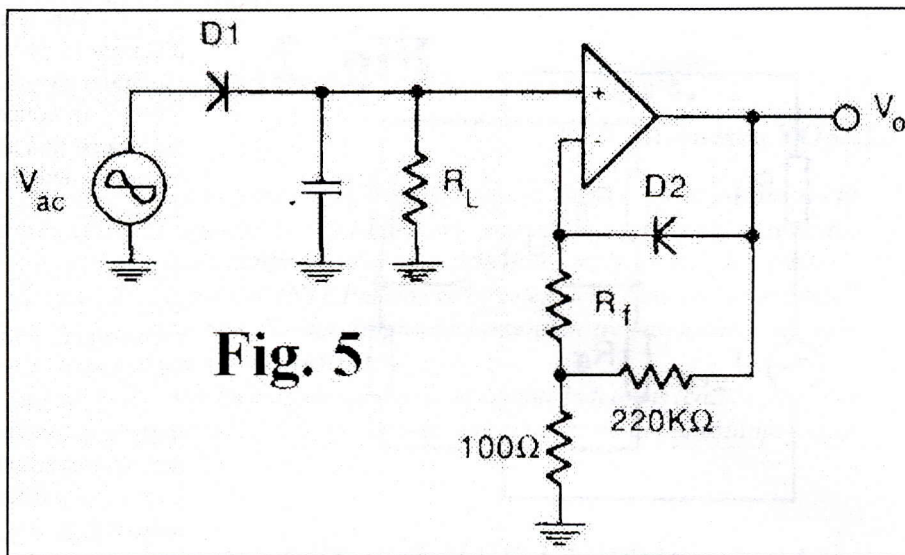 D1
V_o
+
-
V_ac
R_L
D2
R_f
Fig. 5
220KΩ
100Ω